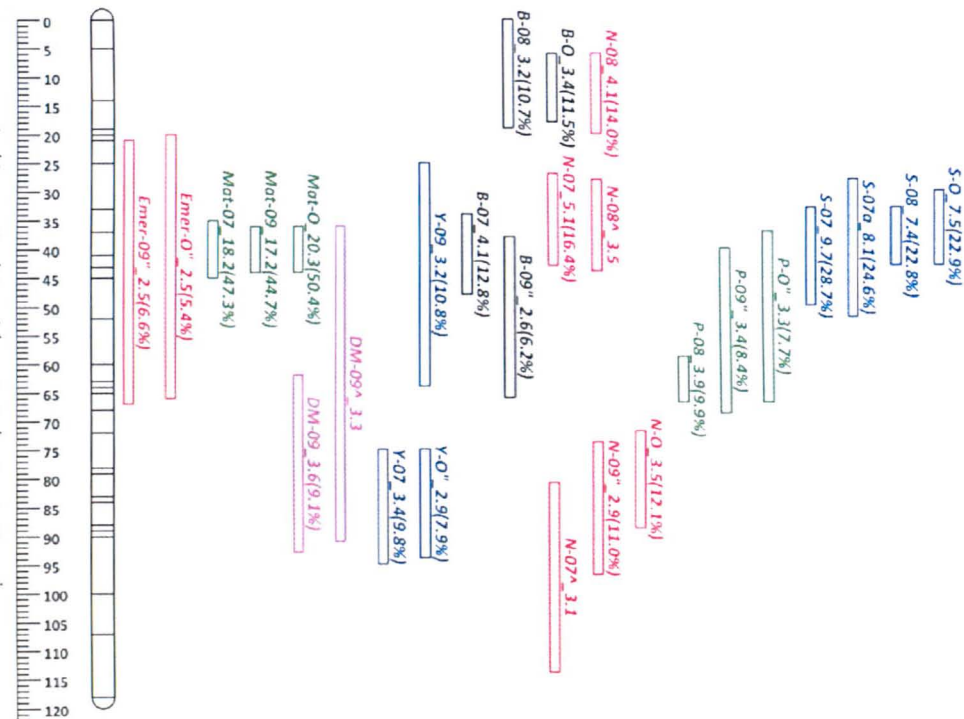 0
5
10
15
20
25
30
35
40
45
50
55
60
65
70
75
80
85
90
95
100
105
110
115
120
Emer-09"_2.5(6.6%)
Emer-O"_2.5(5.4%)
Mat-07_18.2(47.3%)
Mat-09_17.2(44.7%)
Mat-O_20.3(50.4%)
DM-09_3.6(9.1%)
DM-09^_3.3
Y-07_3.4(9.8%)
Y-09_3.2(10.8%)
Y-O"_2.9(7.9%)
B-07_4.1(12.8%)
B-08_3.2(10.7%)
B-09"_2.6(6.2%)
B-O_3.4(11.5%)
N-07_5.1(16.4%)
N-07^_3.1
N-08_4.1(14.0%)
N-08^_3.5
N-09"_2.9(11.0%)
N-O_3.5(12.1%)
P-08_3.9(9.9%)
P-09"_3.4(8.4%)
P-O"_3.3(7.7%)
S-07_9.7(28.7%)
S-07a_8.1(24.6%)
S-08_7.4(22.8%)
S-O_7.5(22.9%)